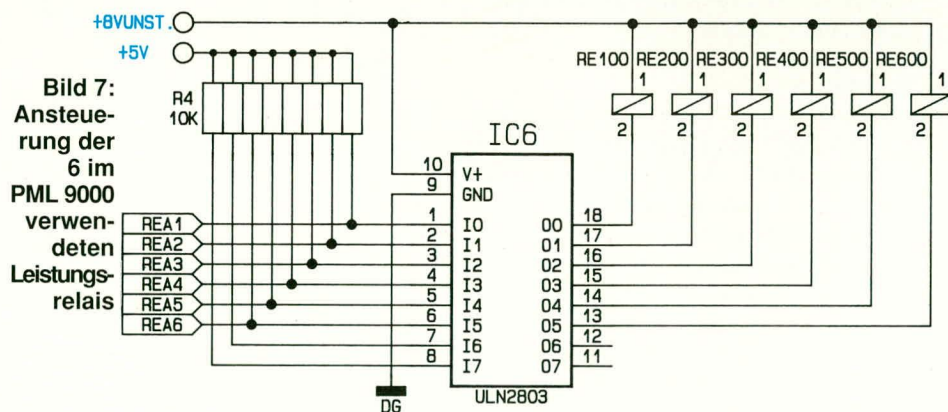 +8VUNST.
+5V
Bild 7:
Ansteue-
rung der
6 im
PML 9000
verwen-
deten
Leistungs-
relais
R4
10K
RE100 RE200 RE300 RE400 RE500 RE600
1 1 1 1 1 1
2 2 2 2 2 2
IC6
10 V+
9 GND
REA1 1 I0 O0 18
REA2 2 I1 O1 17
REA3 3 I2 O2 16
REA4 4 I3 O3 15
REA5 5 I4 O4 14
REA6 6 I5 O5 13
7 I6 O6 12
8 I7 O7 11
DG
ULN2803